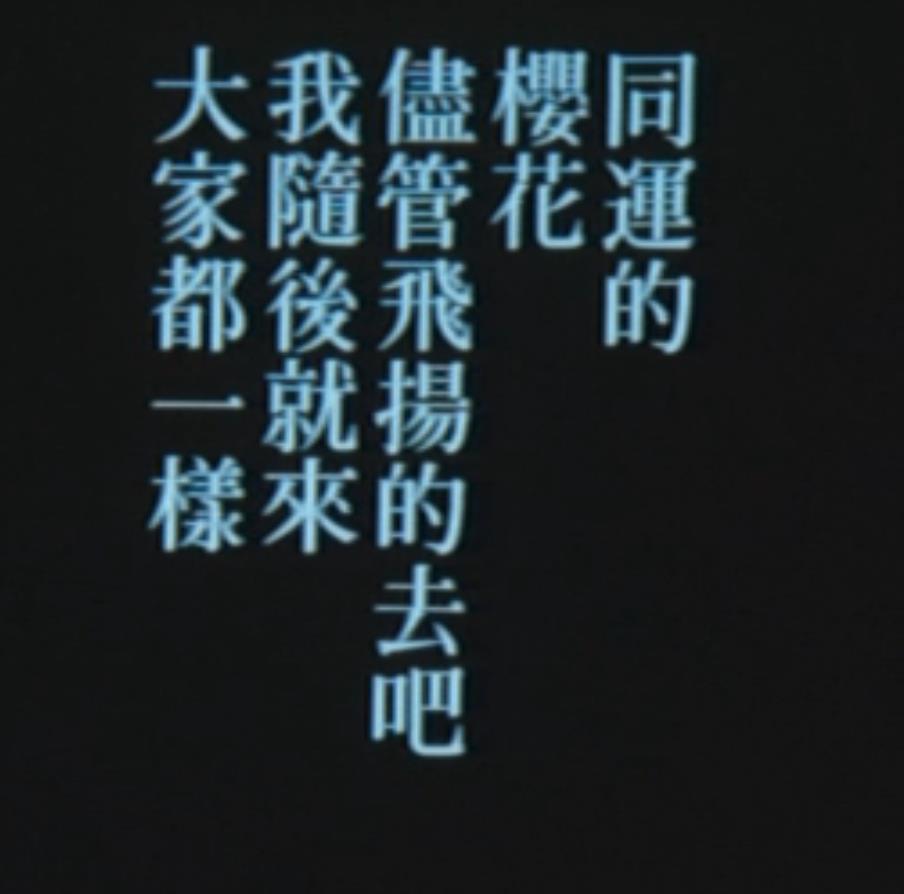 同運的
櫻花
儘管飛揚的去吧
我隨後就來
大家都一樣